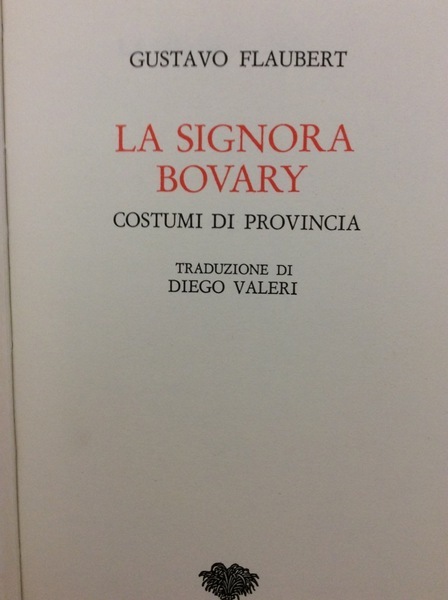 GUSTAVO FLAUBERT
LA SIGNORA
BOVARY
COSTUMI DI PROVINCIA
TRADUZIONE DI
DIEGO VALERI